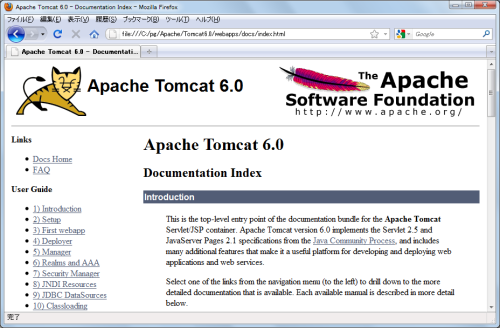 Apache Tomcat 6.0 - Documentation Index - Mozilla Firefox
ファイル(F) 編集(E) 表示(V) 履歴(S) ブックマーク(B) ツール(T) ヘルプ(H)
file:///C:/pg/Apache/Tomcat6.0/webapps/docs/index.html
Google
Apache Tomcat 6.0 - Documentati...
Apache Tomcat 6.0
The Apache
Software Foundation
http://www.apache.org/
Links
Docs Home
FAQ
User Guide
1) Introduction
2) Setup
3) First webapp
4) Deployer
5) Manager
6) Realms and AAA
7) Security Manager
8) JNDI Resources
9) JDBC DataSources
10) Classloading
Apache Tomcat 6.0
Documentation Index
Introduction
This is the top-level entry point of the documentation bundle for the Apache Tomcat
Servlet/JSP container. Apache Tomcat version 6.0 implements the Servlet 2.5 and
JavaServer Pages 2.1 specifications from the Java Community Process, and includes
many additional features that make it a useful platform for developing and deploying web
applications and web services.
Select one of the links from the navigation menu (to the left) to drill down to the more
detailed documentation that is available. Each available manual is described in more detail
below.
完了